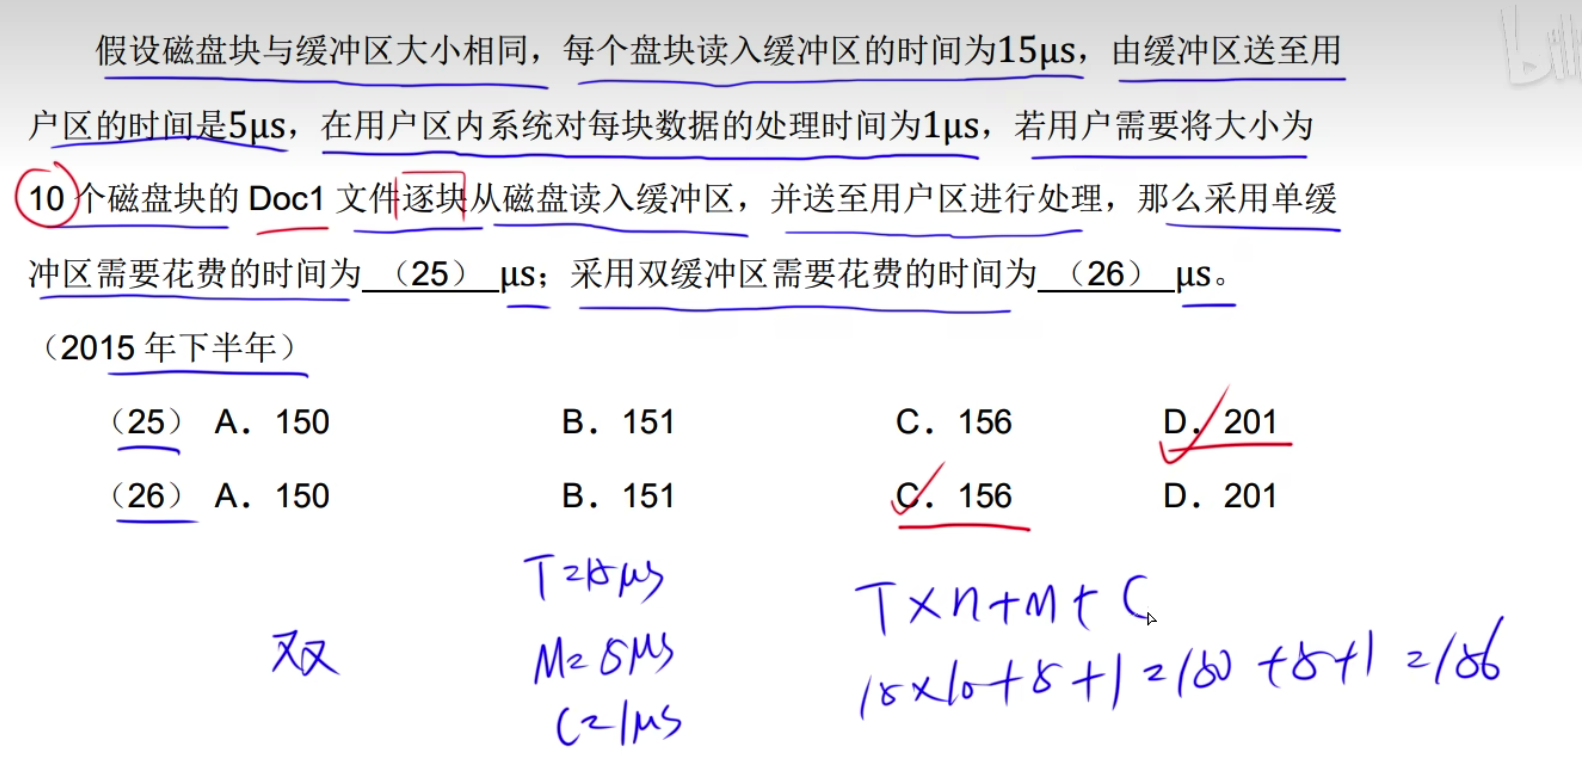 假设磁盘块与缓冲区大小相同，每个盘块读入缓冲区的时间为15μs，由缓冲区送至用
户区的时间是5μs，在用户区内系统对每块数据的处理时间为1μs，若用户需要将大小为
10个磁盘块的 Doc1 文件逐块从磁盘读入缓冲区，并送至用户区进行处理，那么采用单缓
冲区需要花费的时间为 （25） μs；采用双缓冲区需要花费的时间为 （26） μs。
（2015 年下半年）
（25） A． 150 B． 151 C． 156 D． 201
（26） A． 150 B． 151 C． 156 D． 201
T=15μs
T×n+M+C
双
M=5μs
15×10+5+1=150+5+1=156
C=1μs